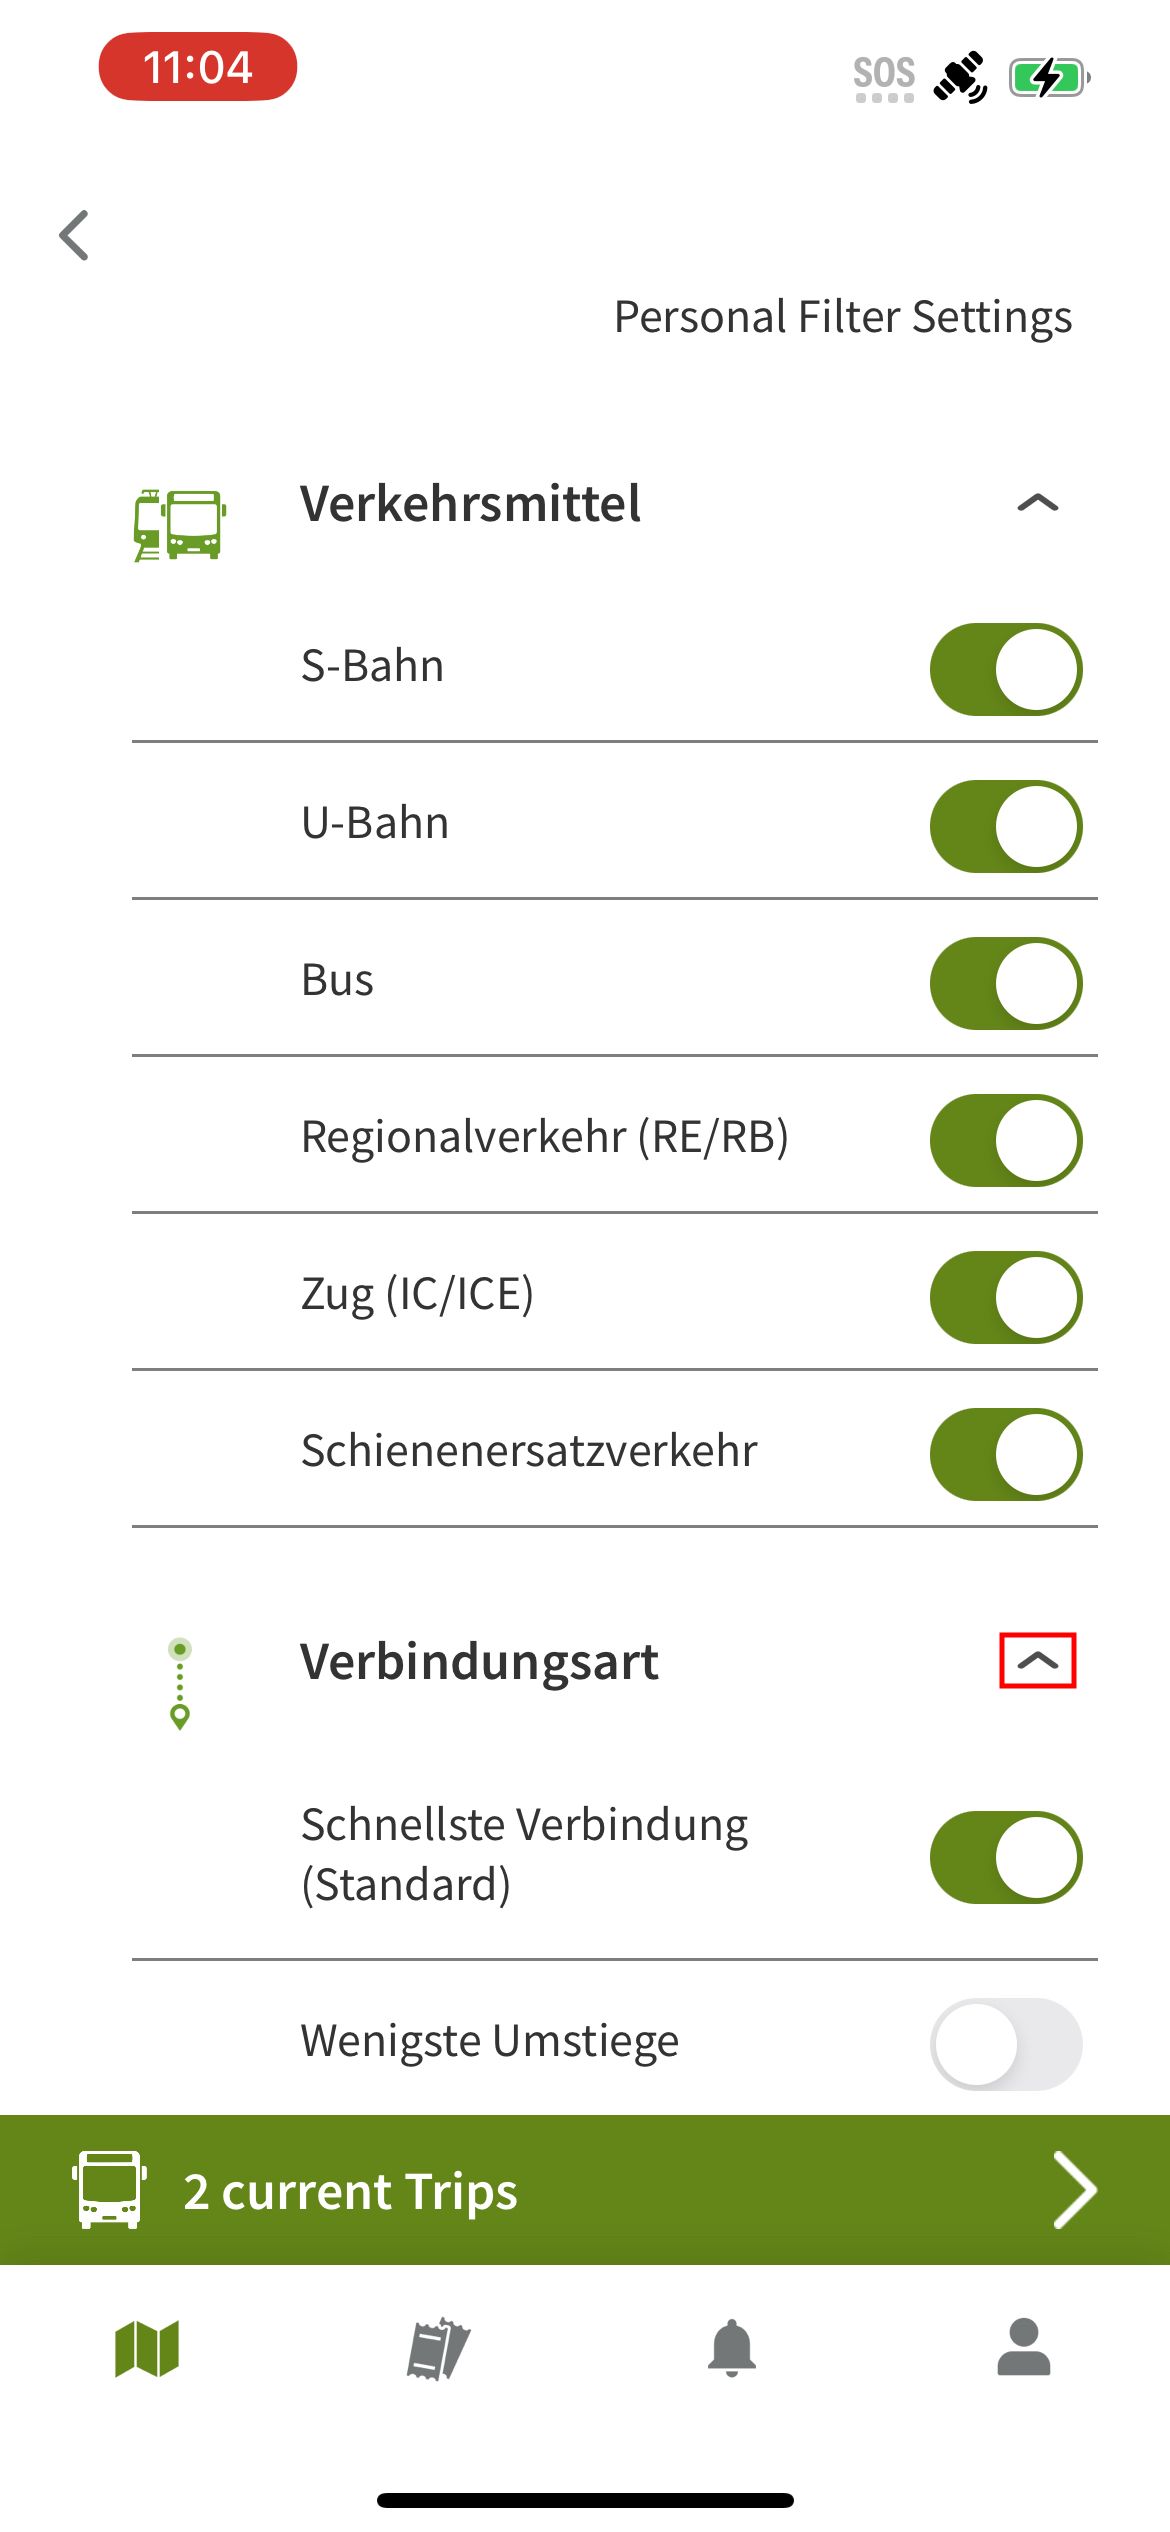 11:04
SOS
Personal Filter Settings
Verkehrsmittel
S-Bahn
U-Bahn
Bus
Regionalverkehr (RE/RB)
Zug (IC/ICE)
Schienenersatzverkehr
Verbindungsart
Schnellste Verbindung
(Standard)
Wenigste Umstiege
2 current Trips